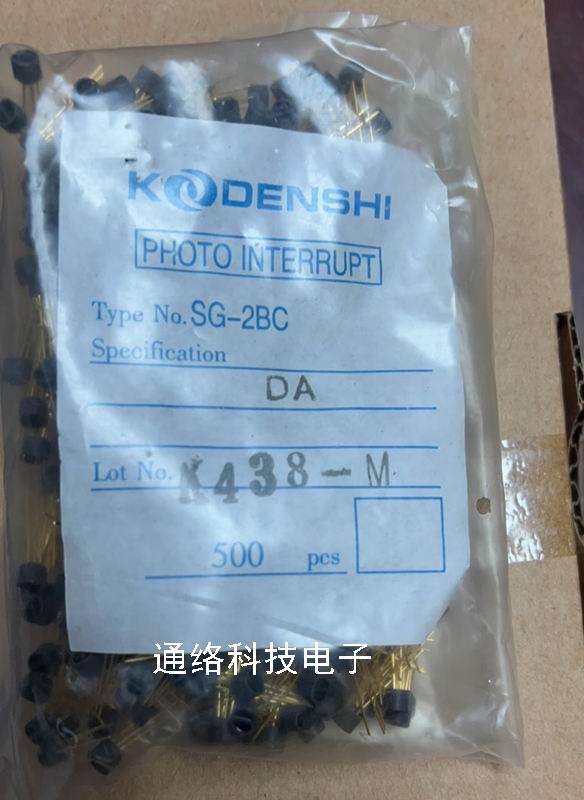 KODENSHI
PHOTO INTERRUPT
Type No. SG-2BC
Specification
DA
Lot No. K438-M
500 pcs
通络科技电子